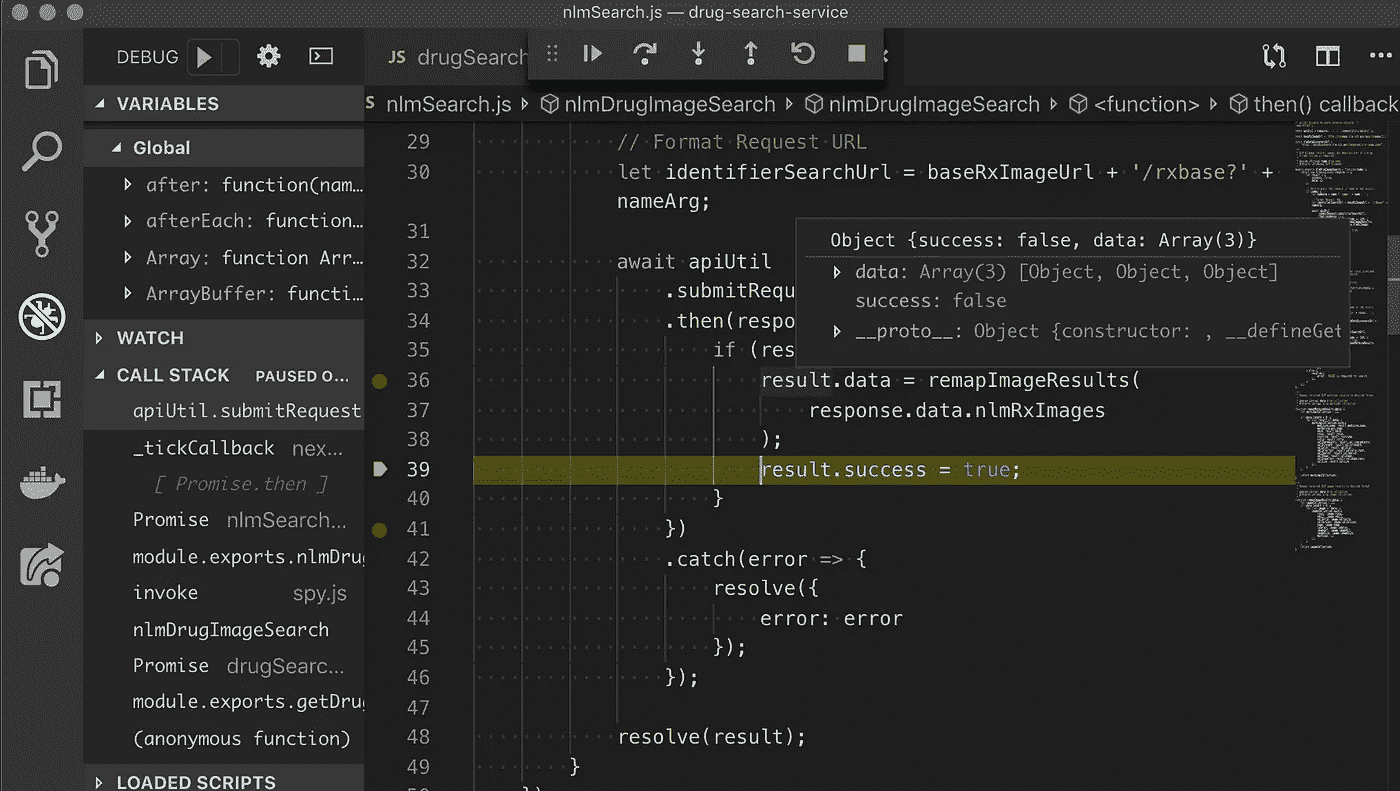 nlmSearch.js — drug-search-service
DEBUG
JS drugSearch
VARIABLES
S nlmSearch.js nlmDrugImageSearch nlmDrugImageSearch <function> then() callback
Global
after: function(nam…
afterEach: function…
Array: function Arr…
ArrayBuffer: functi…
WATCH
CALL STACK PAUSED O…
apiUtil.submitRequest
_tickCallback nex…
[ Promise.then ]
Promise nlmSearch…
module.exports.nlmDru
invoke spy.js
nlmDrugImageSearch
Promise drugSearc…
module.exports.getDru
(anonymous function)
LOADED SCRIPTS
29 // Format Request URL
30 let identifierSearchUrl = baseRxImageUrl + '/rxbase?' +
nameArg;
31
32 await apiUtil
33 .submitRequ
34 .then(respo
35 if (res
36 result.data = remapImageResults(
37 response.data.nlmRxImages
38 );
39 result.success = true;
40 }
41 })
42 .catch(error => {
43 resolve({
44 error: error
45 });
46 });
47
48 resolve(result);
49 }
Object {success: false, data: Array(3)}
data: Array(3) [Object, Object, Object]
success: false
__proto__: Object {constructor: , __defineGet